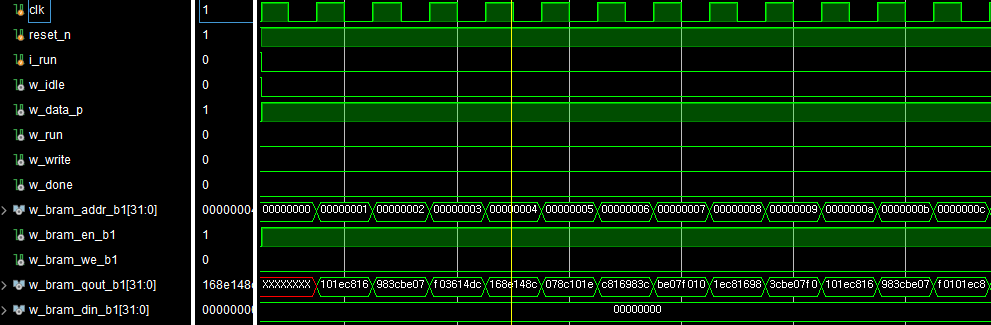 clk 1
reset_n 1
i_run 0
w_idle 0
w_data_p 1
w_run 0
w_write 0
w_done 0
w_bram_addr_b1[31:0] 00000004 00000000 00000001 00000002 00000003 00000004 00000005 00000006 00000007 00000008 00000009 0000000a 0000000b 0000000c
w_bram_en_b1 1
w_bram_we_b1 0
w_bram_qout_b1[31:0] 168e148c XXXXXXXX 101ec816 983cbe07 f03614dc 168e148c 078c101e c816983c be07f010 1ec81698 3cbe07f0 101ec816 983cbe07 f0101ec8
w_bram_din_b1[31:0] 00000000 00000000